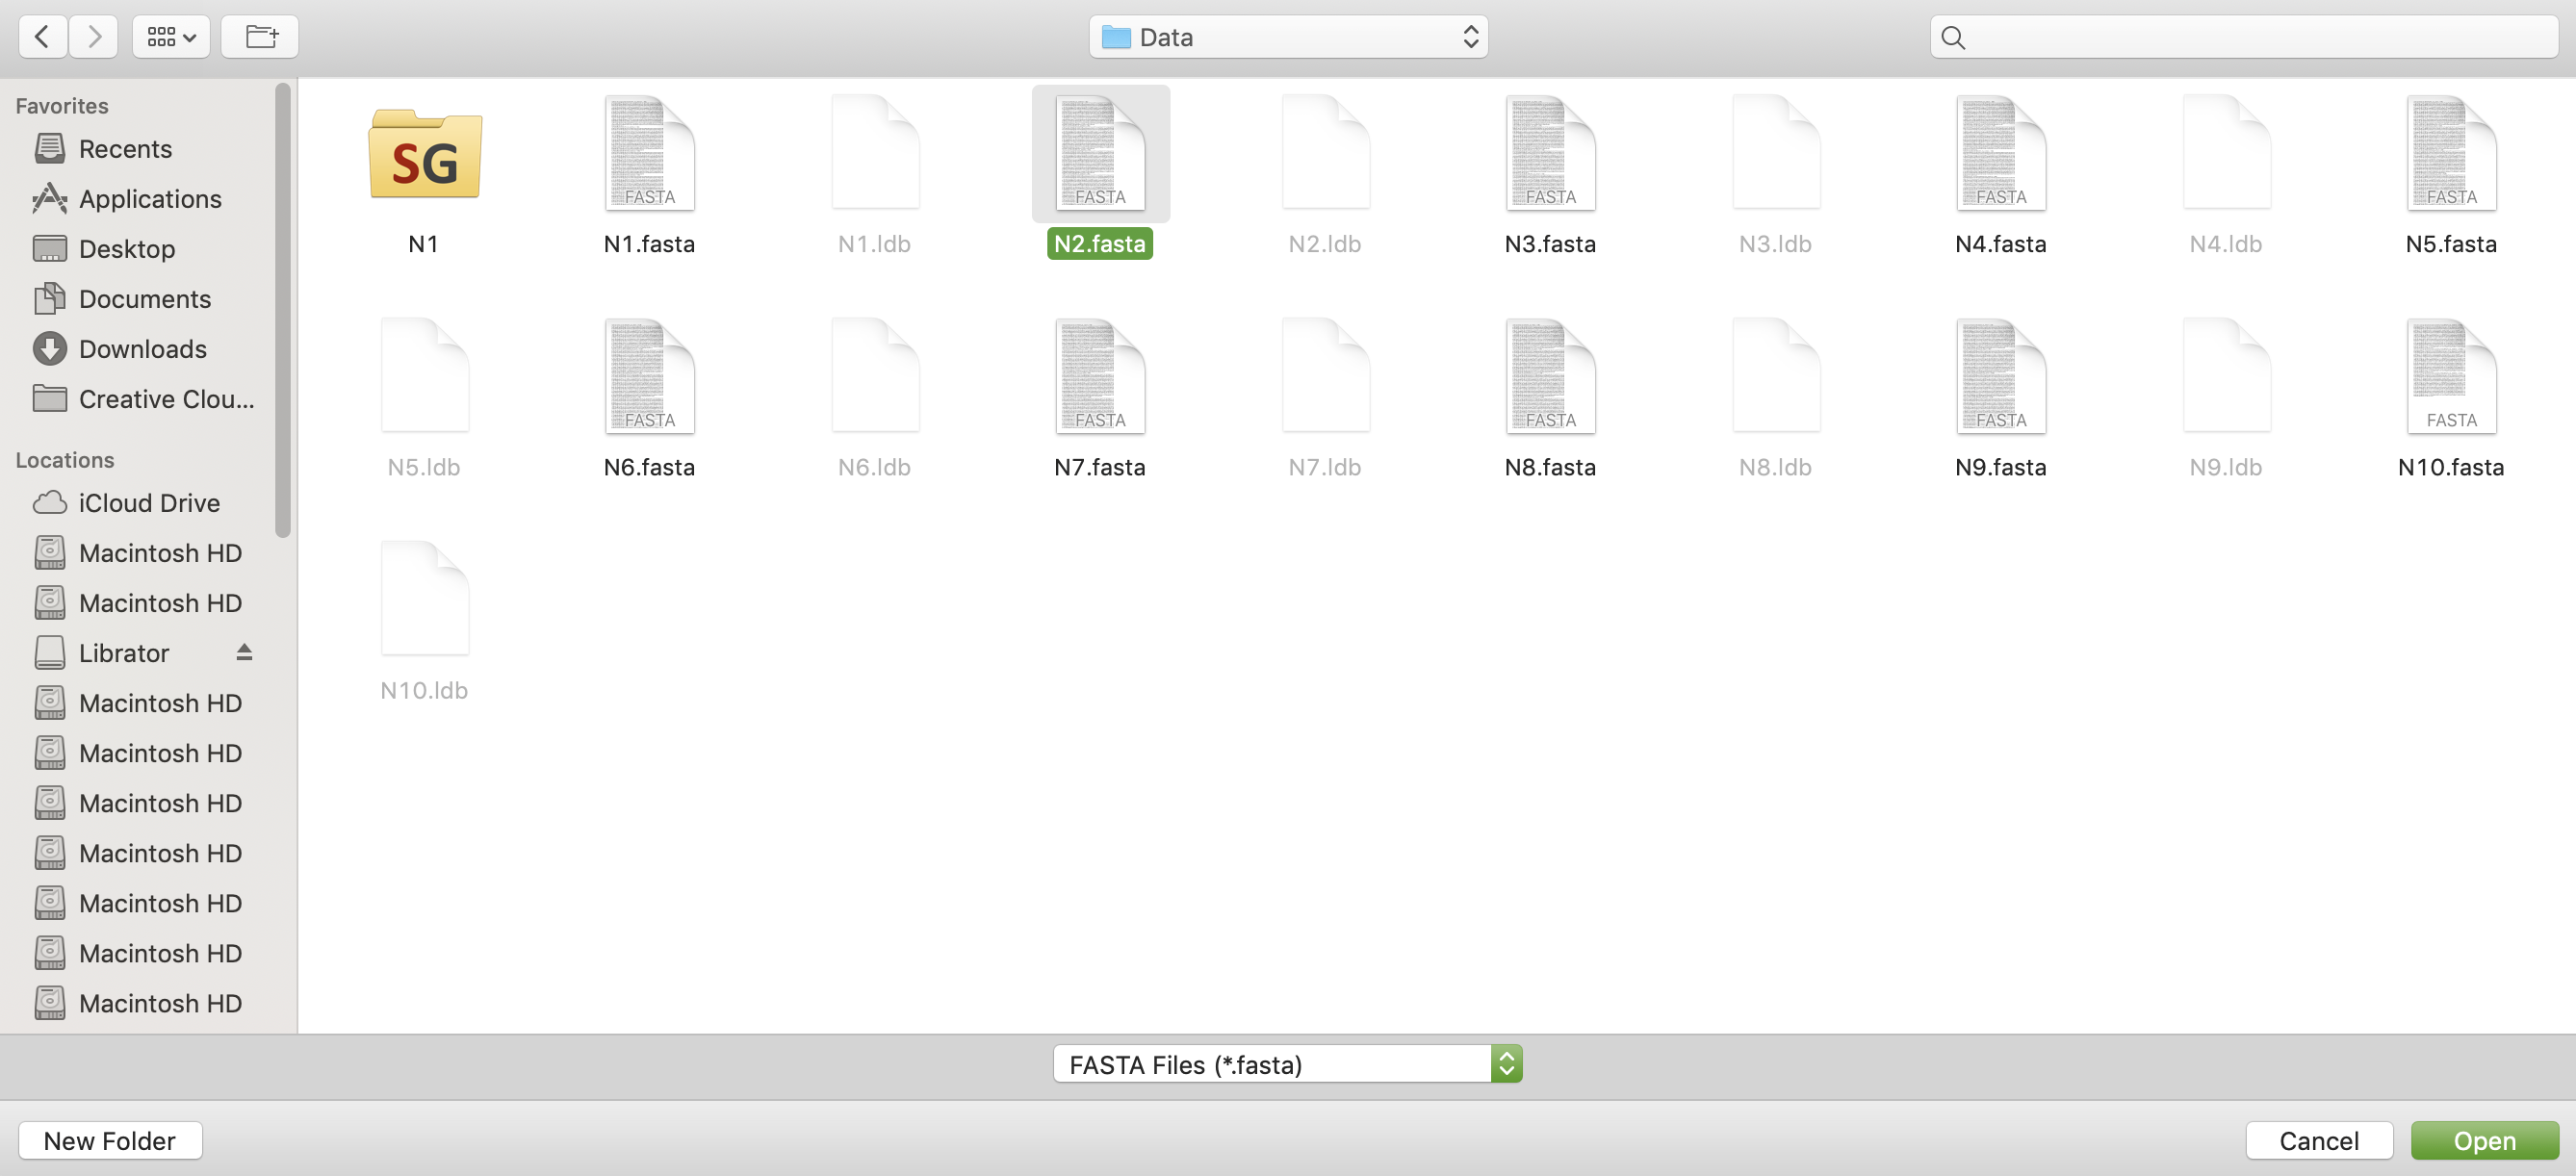 Data
Favorites
Recents
Applications
Desktop
Documents
Downloads
Creative Clou...
Locations
iCloud Drive
Macintosh HD
Macintosh HD
Librator
Macintosh HD
Macintosh HD
Macintosh HD
Macintosh HD
Macintosh HD
Macintosh HD
Macintosh HD
SG
FASTA
FASTA
FASTA
FASTA
FASTA
N1
N1.fasta
N1.ldb
N2.fasta
N2.ldb
N3.fasta
N3.ldb
N4.fasta
N4.ldb
N5.fasta
FASTA
FASTA
FASTA
FASTA
FASTA
N5.ldb
N6.fasta
N6.ldb
N7.fasta
N7.ldb
N8.fasta
N8.ldb
N9.fasta
N9.ldb
N10.fasta
N10.ldb
FASTA Files (*.fasta)
New Folder
Cancel
Open